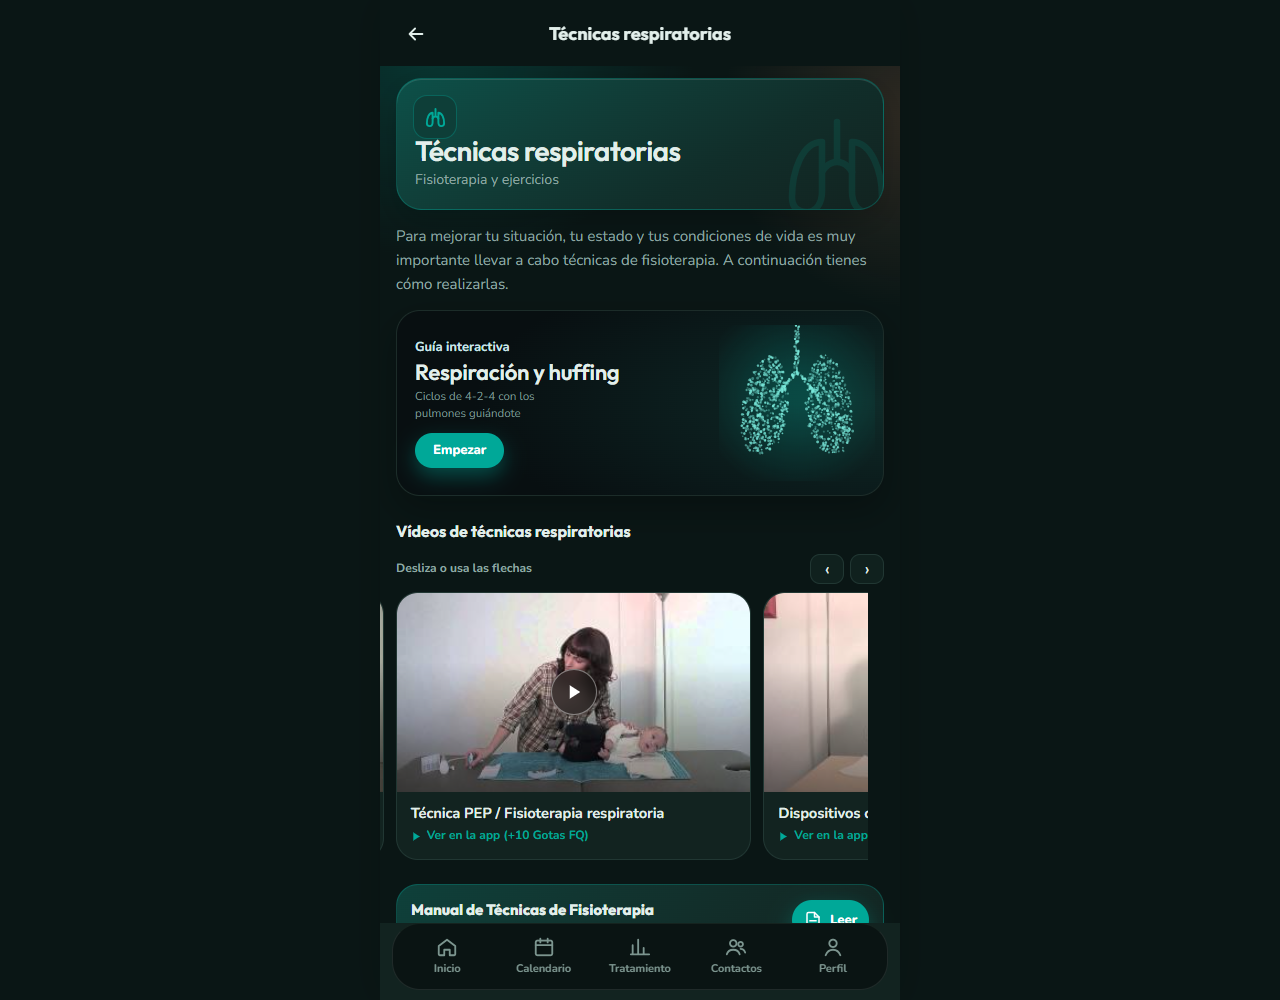 Técnicas respiratorias
Técnicas respiratorias
Fisioterapia y ejercicios
Para mejorar tu situación, tu estado y tus condiciones de vida es muy
importante llevar a cabo técnicas de fisioterapia. A continuación tienes
cómo realizarlas.
Guía interactiva
Respiración y huffing
Ciclos de 4-2-4 con los
pulmones guiándote
Empezar
Vídeos de técnicas respiratorias
Desliza o usa las flechas
Técnica PEP / Fisioterapia respiratoria
Ver en la app (+10 Gotas FQ)
Dispositivos
Ver en la app
Manual de Técnicas de Fisioterapia
Leer
Inicio
Calendario
Tratamiento
Contactos
Perfil